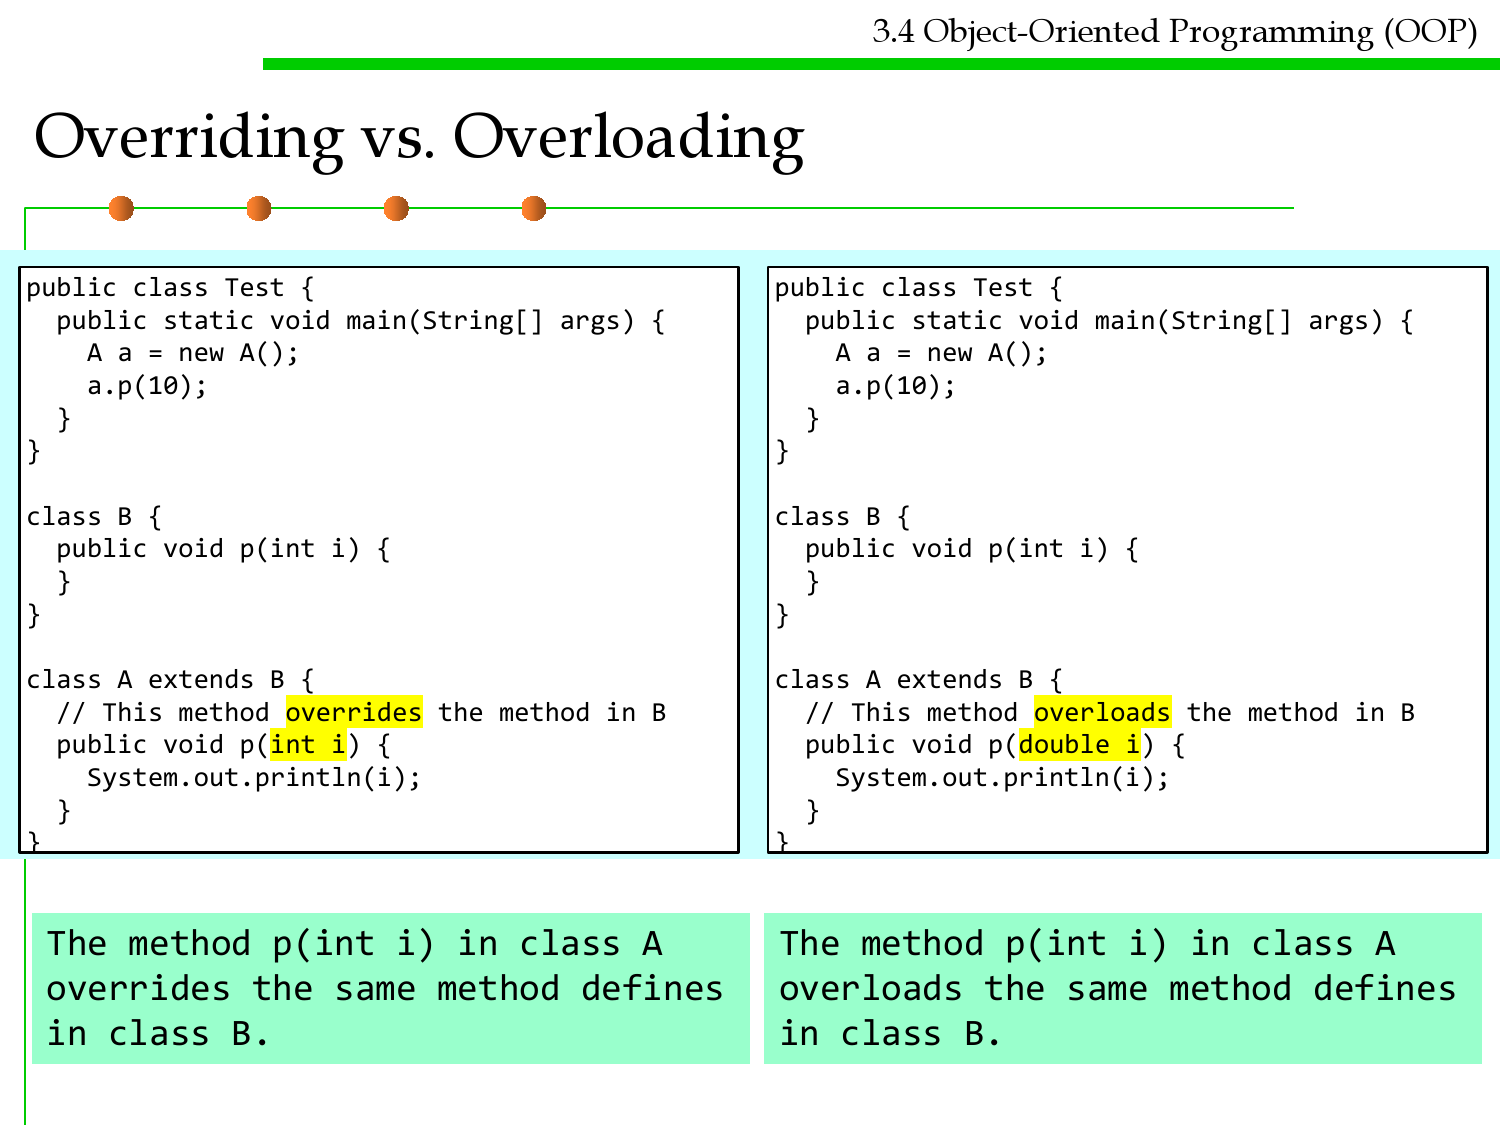 3.4 Object-Oriented Programming (OOP)
Overriding vs. Overloading
public class Test {
  public static void main(String[] args) {
    A a = new A();
    a.p(10);
  }
}

class B {
  public void p(int i) {
  }
}

class A extends B {
  // This method overrides the method in B
  public void p(int i) {
    System.out.println(i);
  }
}
public class Test {
  public static void main(String[] args) {
    A a = new A();
    a.p(10);
  }
}

class B {
  public void p(int i) {
  }
}

class A extends B {
  // This method overloads the method in B
  public void p(double i) {
    System.out.println(i);
  }
}
The method p(int i) in class A
overrides the same method defines
in class B.
The method p(int i) in class A
overloads the same method defines
in class B.